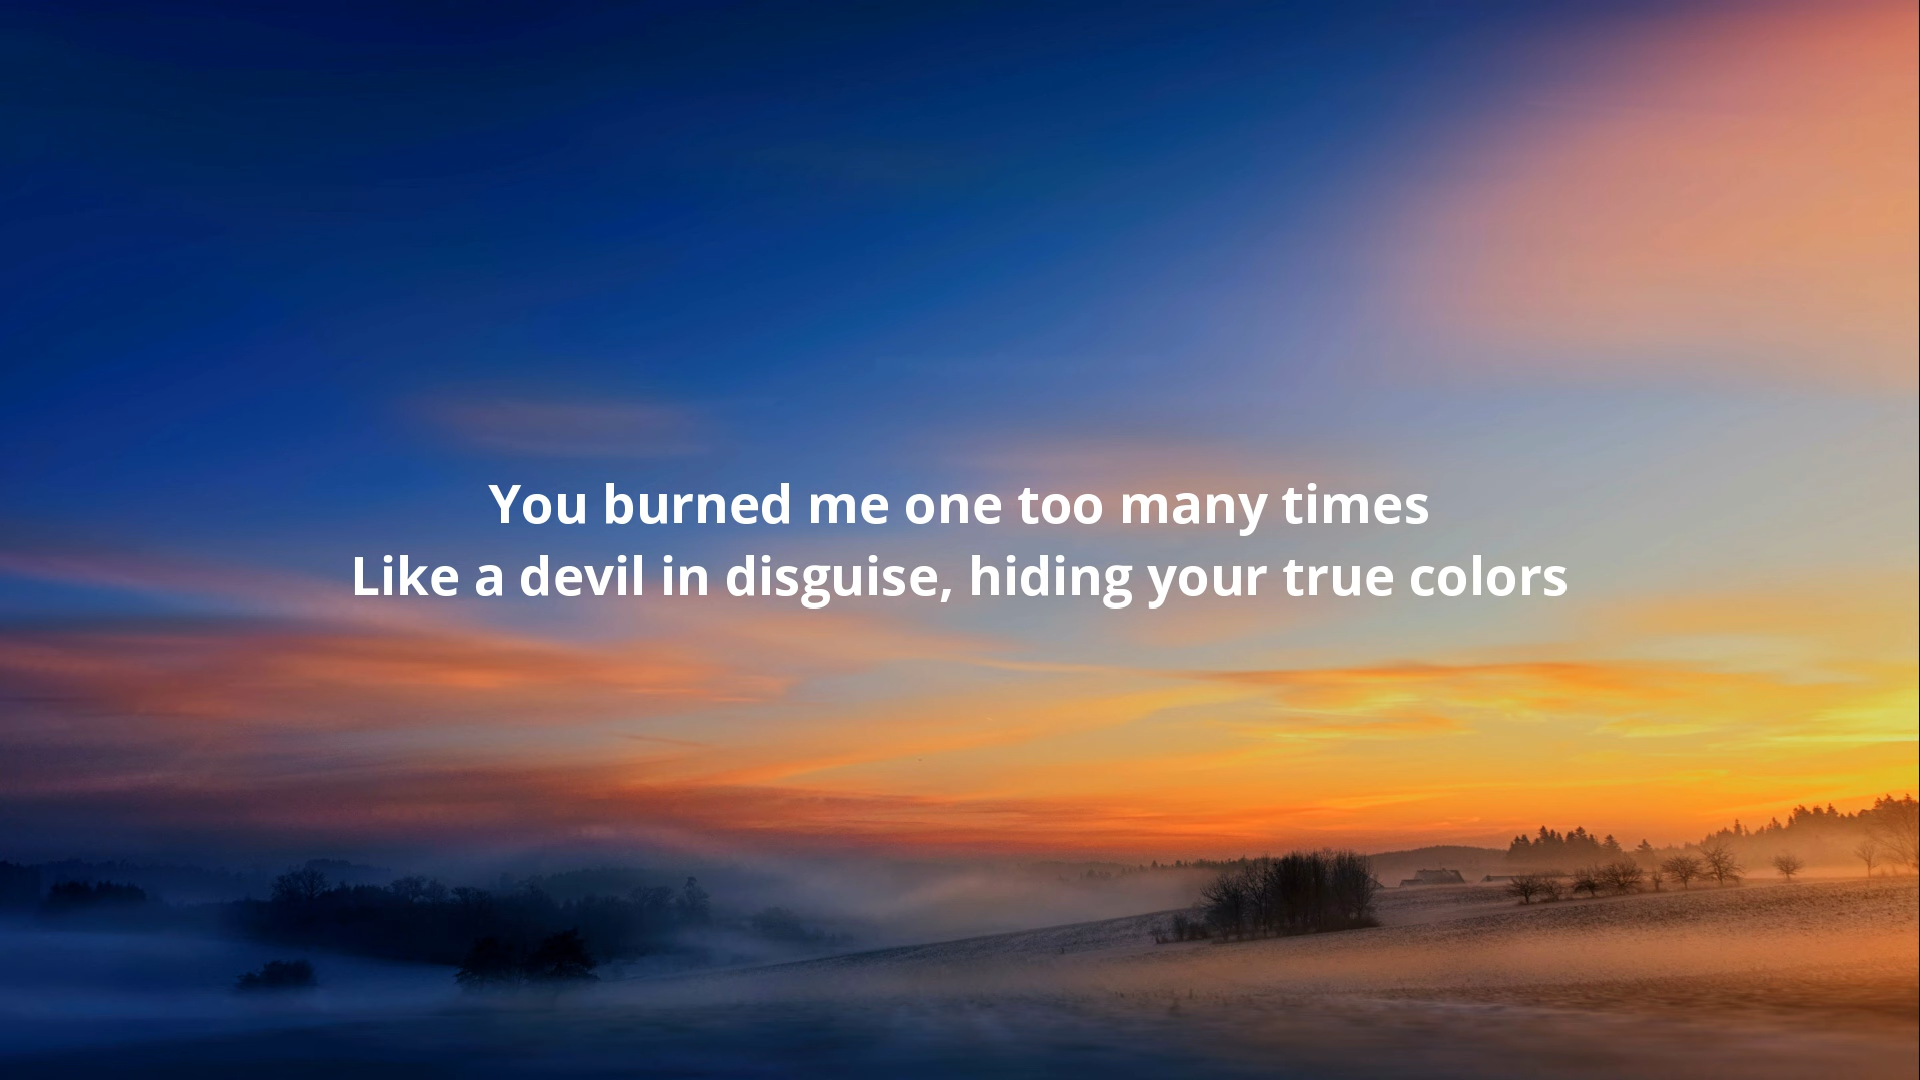 You burned me one too many times
Like a devil in disguise, hiding your true colors